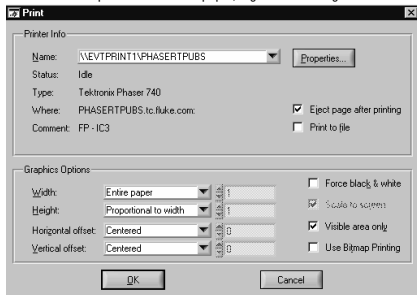 Print
Printer Info
Name: \\EVTPRINT1\PHASERTPUBS Properties...
Status: Idle
Type: Tektronix Phaser 740
Where: PHASERTPUBS.tc.fluke.com:
Comment: FP - IC3
Eject page after printing
Print to file
Graphics Options
Width: Entire paper 1
Height: Proportional to width 1
Horizontal offset: Centered 0
Vertical offset: Centered 0
Force black & white
Scale to screen
Visible area only
Use Bitmap Printing
OK Cancel